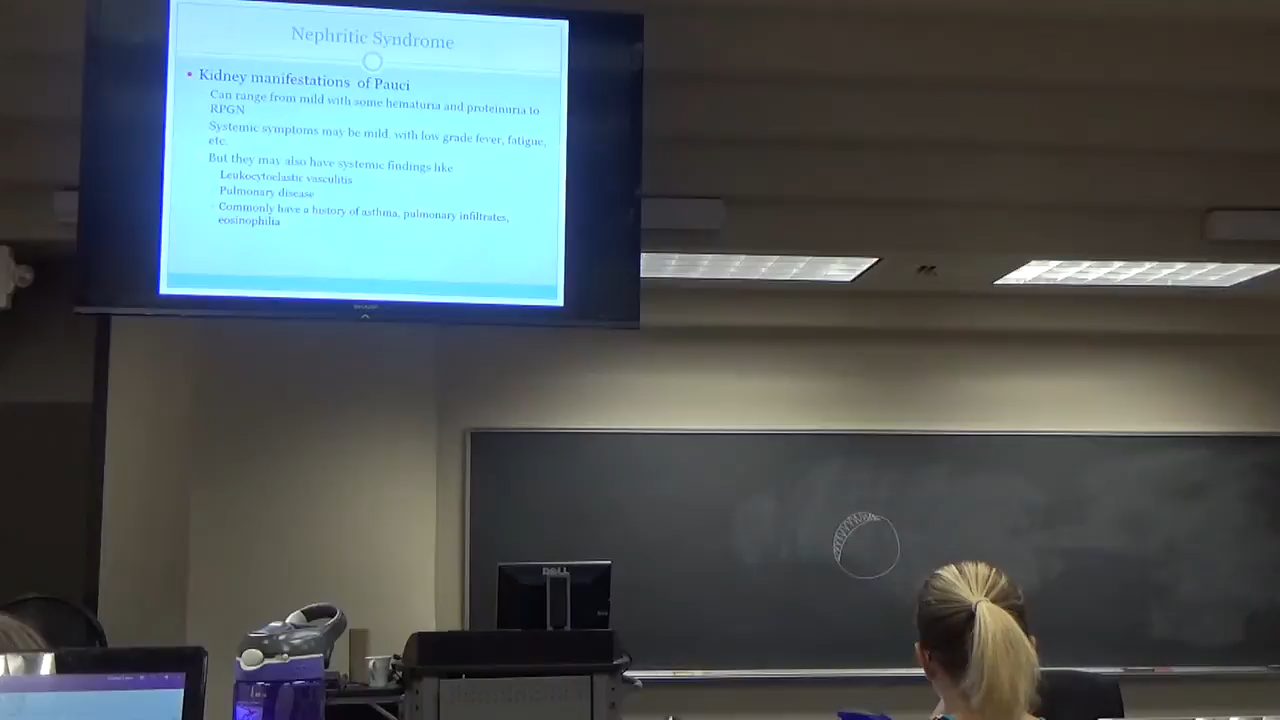 Nephritic Syndrome
• Kidney manifestations of Pauci
Can range from mild with some hematuria and proteinuria to
RPGN
Systemic symptoms may be mild with low grade fever, fatigue,
etc.
But they may also have systemic findings like
Leukocytoclastic vasculitis
Pulmonary disease
Commonly have a history of asthma, pulmonary infiltrates,
eosinophilia
SHARP
DELL